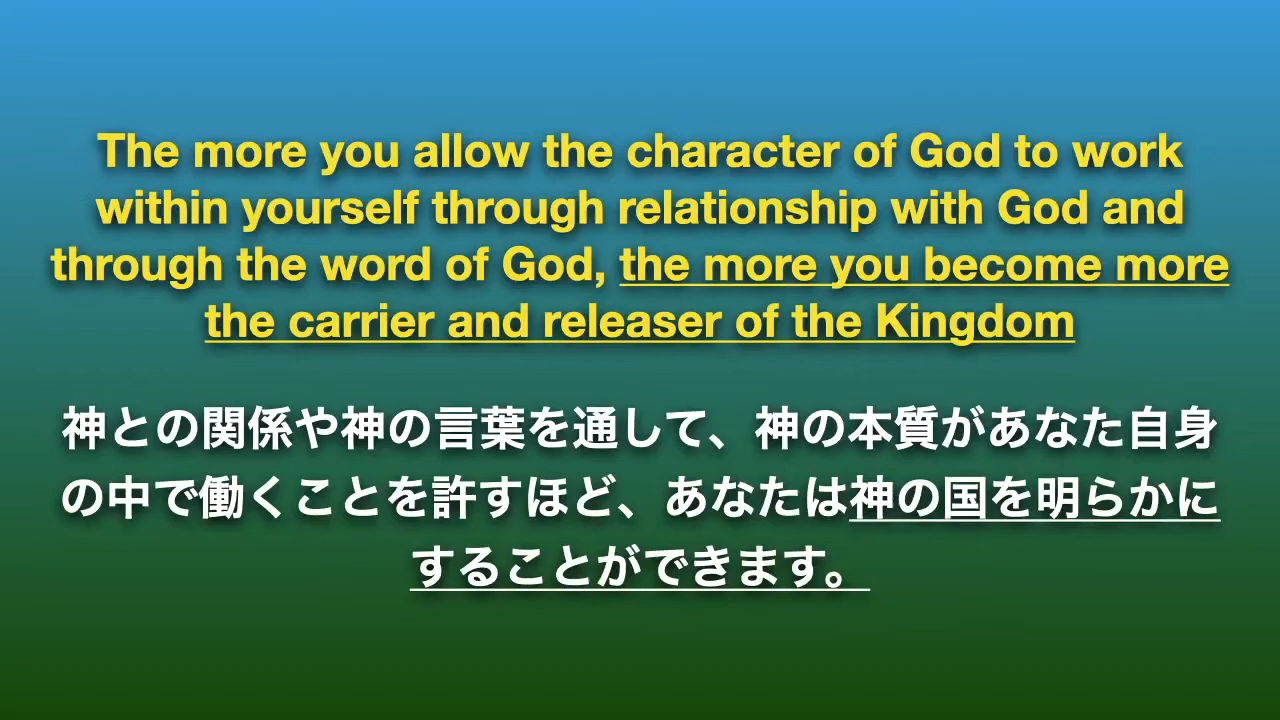 The more you allow the character of God to work
within yourself through relationship with God and
through the word of God, the more you become more
the carrier and releaser of the Kingdom
神との関係や神の言葉を通して、神の本質があなた自身
の中で働くことを許すほど、あなたは神の国を明らかに
することができます。